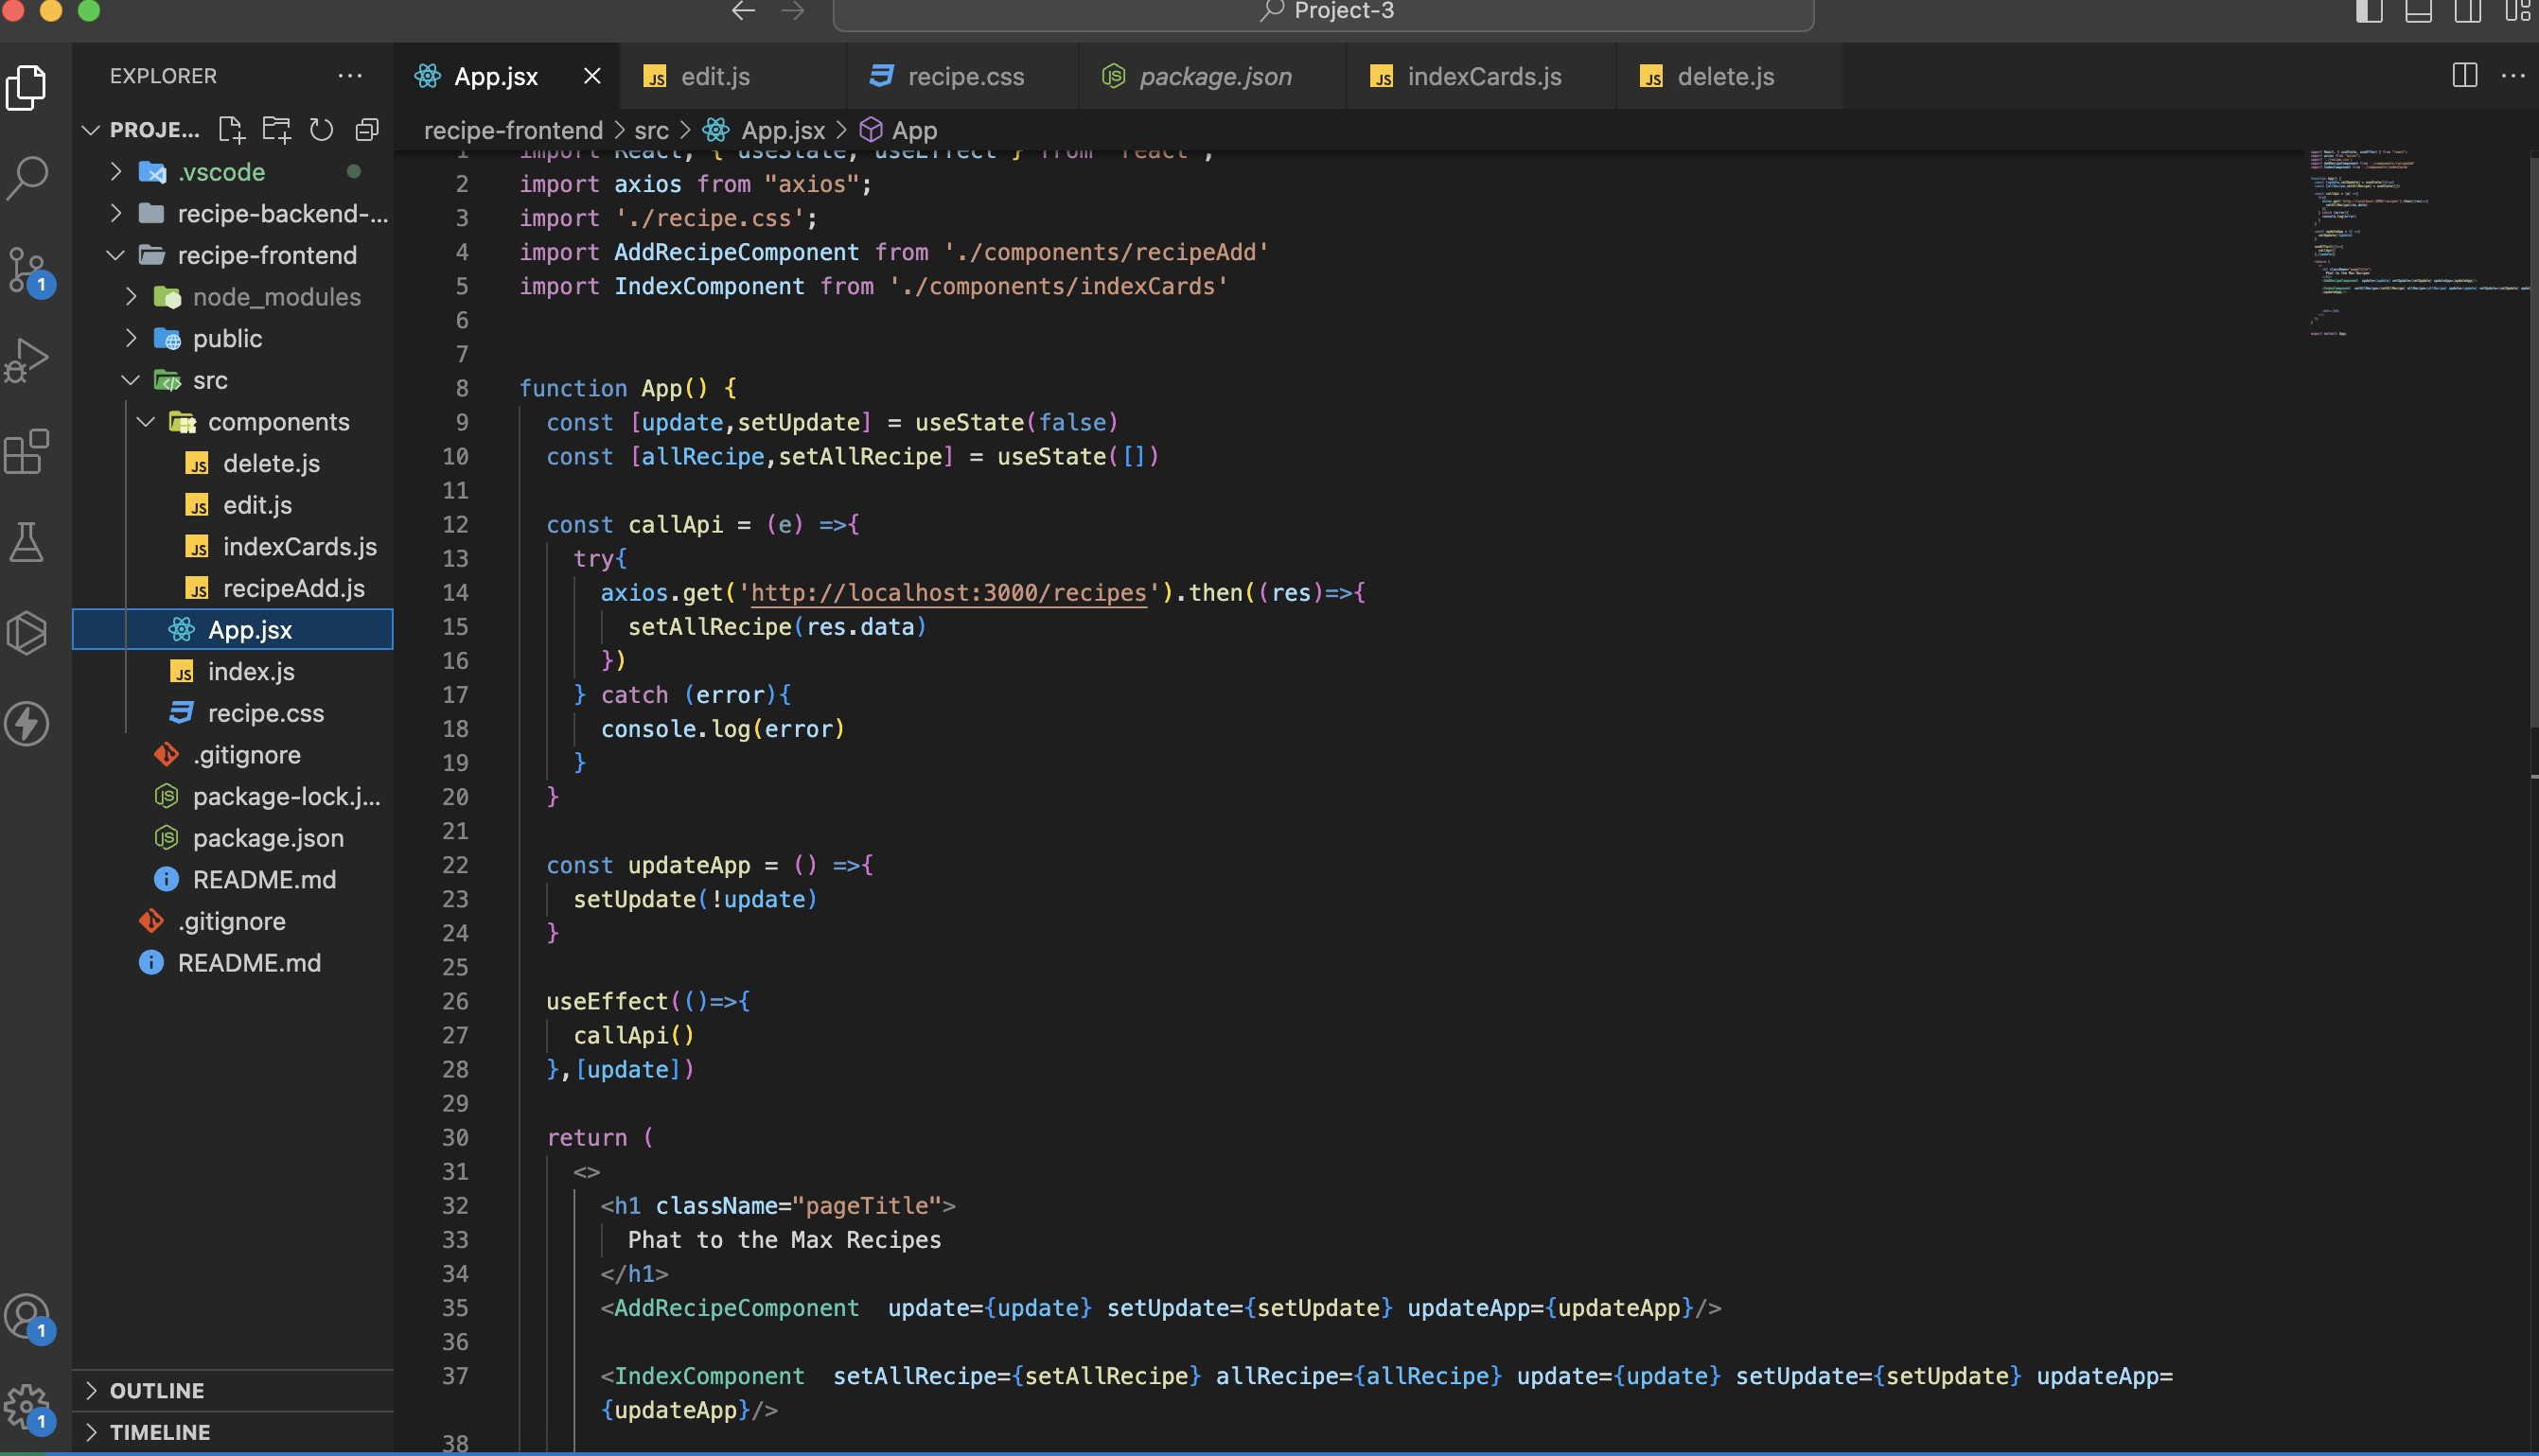 Project-3
EXPLORER
App.jsx
edit.js
recipe.css
package.json
indexCards.js
delete.js
PROJE...
recipe-frontend > src > App.jsx > App
.vscode
recipe-backend-...
recipe-frontend
node_modules
public
src
components
delete.js
edit.js
indexCards.js
recipeAdd.js
App.jsx
index.js
recipe.css
.gitignore
package-lock.j...
package.json
README.md
.gitignore
README.md
OUTLINE
TIMELINE
1
1
1
1 import React, { useState, useEffect } from "react";
2 import axios from "axios";
3 import './recipe.css';
4 import AddRecipeComponent from './components/recipeAdd'
5 import IndexComponent from './components/indexCards'
6
7
8 function App() {
9 const [update,setUpdate] = useState(false)
10 const [allRecipe,setAllRecipe] = useState([])
11
12 const callApi = (e) =>{
13 try{
14 axios.get('http://localhost:3000/recipes').then((res)=>{
15 setAllRecipe(res.data)
16 })
17 } catch (error){
18 console.log(error)
19 }
20 }
21
22 const updateApp = () =>{
23 setUpdate(!update)
24 }
25
26 useEffect(()=>{
27 callApi()
28 },[update])
29
30 return (
31 <>
32 <h1 className="pageTitle">
33 Phat to the Max Recipes
34 </h1>
35 <AddRecipeComponent  update={update} setUpdate={setUpdate} updateApp={updateApp}/>
36
37 <IndexComponent  setAllRecipe={setAllRecipe} allRecipe={allRecipe} update={update} setUpdate={setUpdate} updateApp=
{updateApp}/>
38